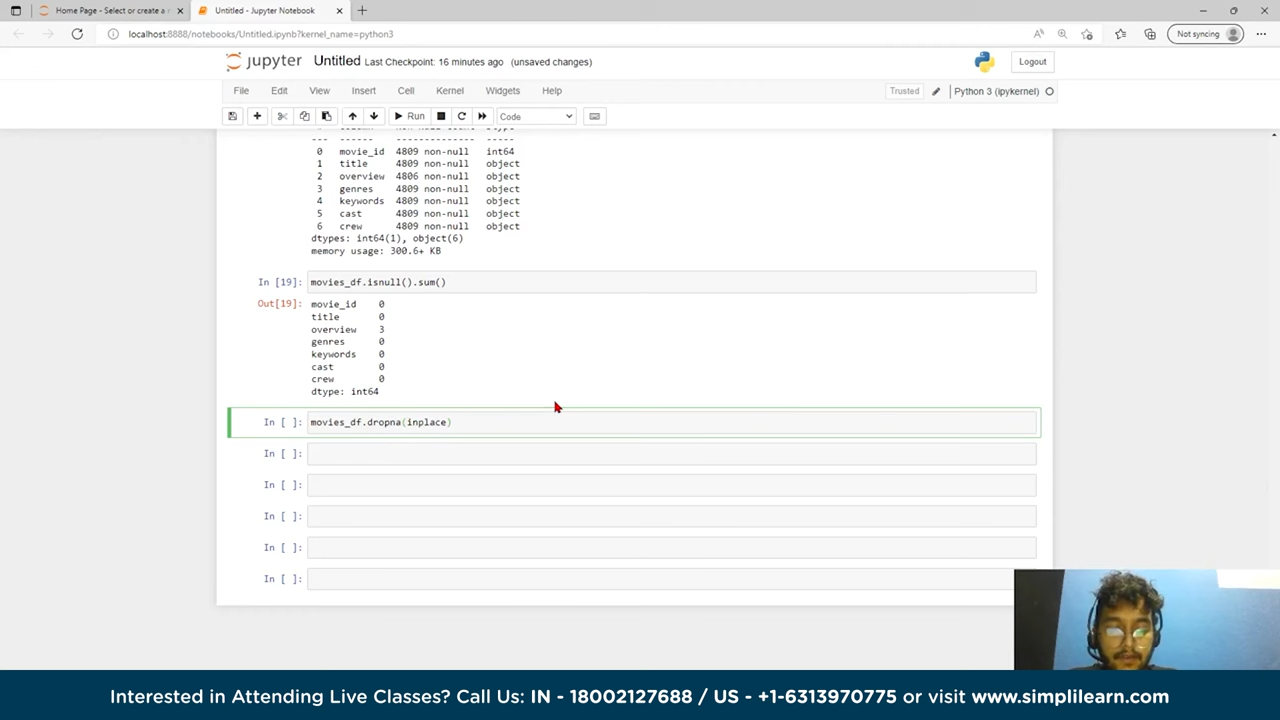 Home Page - Select or create a n
Untitled - Jupyter Notebook
localhost:8888/notebooks/Untitled.ipynb?kernel_name=python3
Not syncing
jupyter Untitled Last Checkpoint: 16 minutes ago (unsaved changes)
Logout
File Edit View Insert Cell Kernel Widgets Help
Trusted
Python 3 (ipykernel)
Run
Code
0 movie_id 4809 non-null int64
1 title 4809 non-null object
2 overview 4806 non-null object
3 genres 4809 non-null object
4 keywords 4809 non-null object
5 cast 4809 non-null object
6 crew 4809 non-null object
dtypes: int64(1), object(6)
memory usage: 300.6+ KB
In [19]: movies_df.isnull().sum()
Out[19]: movie_id 0
title 0
overview 3
genres 0
keywords 0
cast 0
crew 0
dtype: int64
In [ ]: movies_df.dropna(inplace)
In [ ]:
In [ ]:
In [ ]:
In [ ]:
In [ ]:
Interested in Attending Live Classes? Call Us: IN - 18002127688 / US - +1-6313970775 or visit www.simplilearn.com